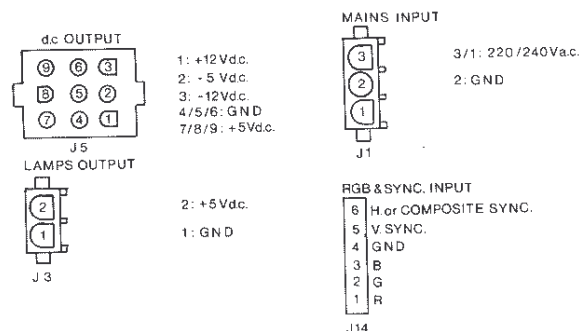 d.c OUTPUT
9 6 3
8 5 2
7 4 1
J5
1: +12Vd.c.
2: -5 Vd.c.
3: -12Vd.c.
4/5/6: GND
7/8/9: +5Vd.c.
LAMPS OUTPUT
2
1
J3
2: +5Vd.c.
1: GND
MAINS INPUT
3
2
1
J1
3/1: 220/240Va.c.
2: GND
RGB & SYNC. INPUT
6 H.or COMPOSITE SYNC.
5 V. SYNC.
4 GND
3 B
2 G
1 R
J14